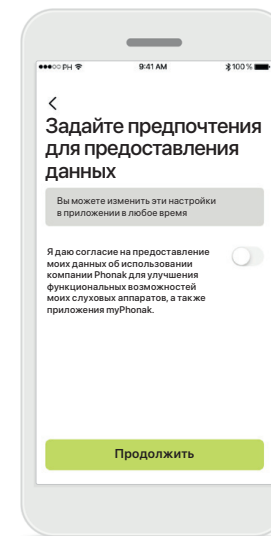 PH 9:41 AM 100 %
Задайте предпочтения
для предоставления
данных
Вы можете изменить эти настройки
в приложении в любое время
Я даю согласие на предоставление
моих данных об использовании
компании Phonak для улучшения
функциональных возможностей
моих слуховых аппаратов, а также
приложения myPhonak.
Продолжить